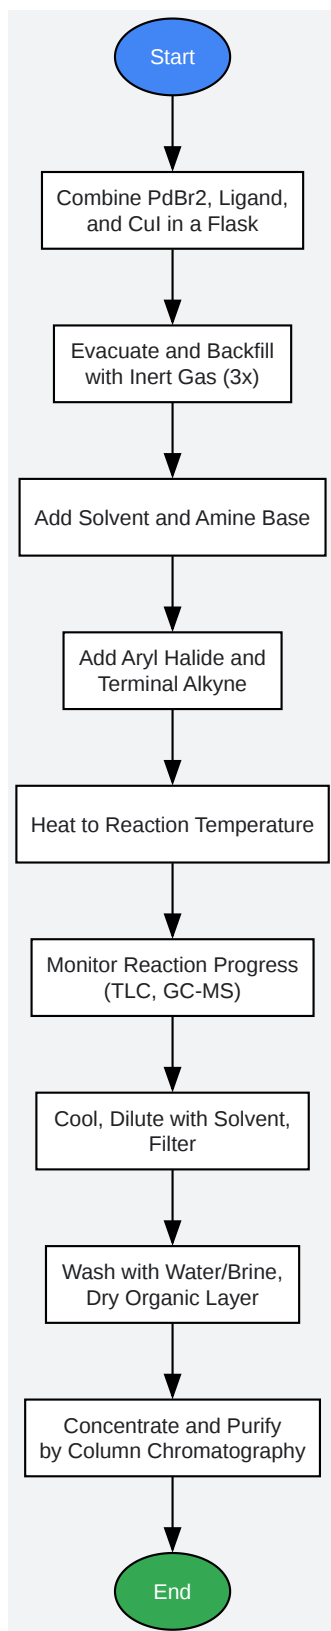 Start
Combine PdBr2, Ligand,
and CuI in a Flask
Evacuate and Backfill
with Inert Gas (3x)
Add Solvent and Amine Base
Add Aryl Halide and
Terminal Alkyne
Heat to Reaction Temperature
Monitor Reaction Progress
(TLC, GC-MS)
Cool, Dilute with Solvent,
Filter
Wash with Water/Brine,
Dry Organic Layer
Concentrate and Purify
by Column Chromatography
End